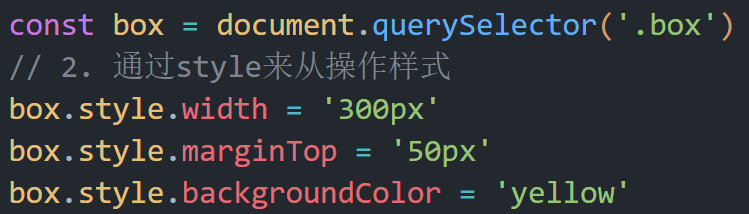 const box = document.querySelector('.box')
// 2. 通过style来从操作样式
box.style.width = '300px'
box.style.marginTop = '50px'
box.style.backgroundColor = 'yellow'